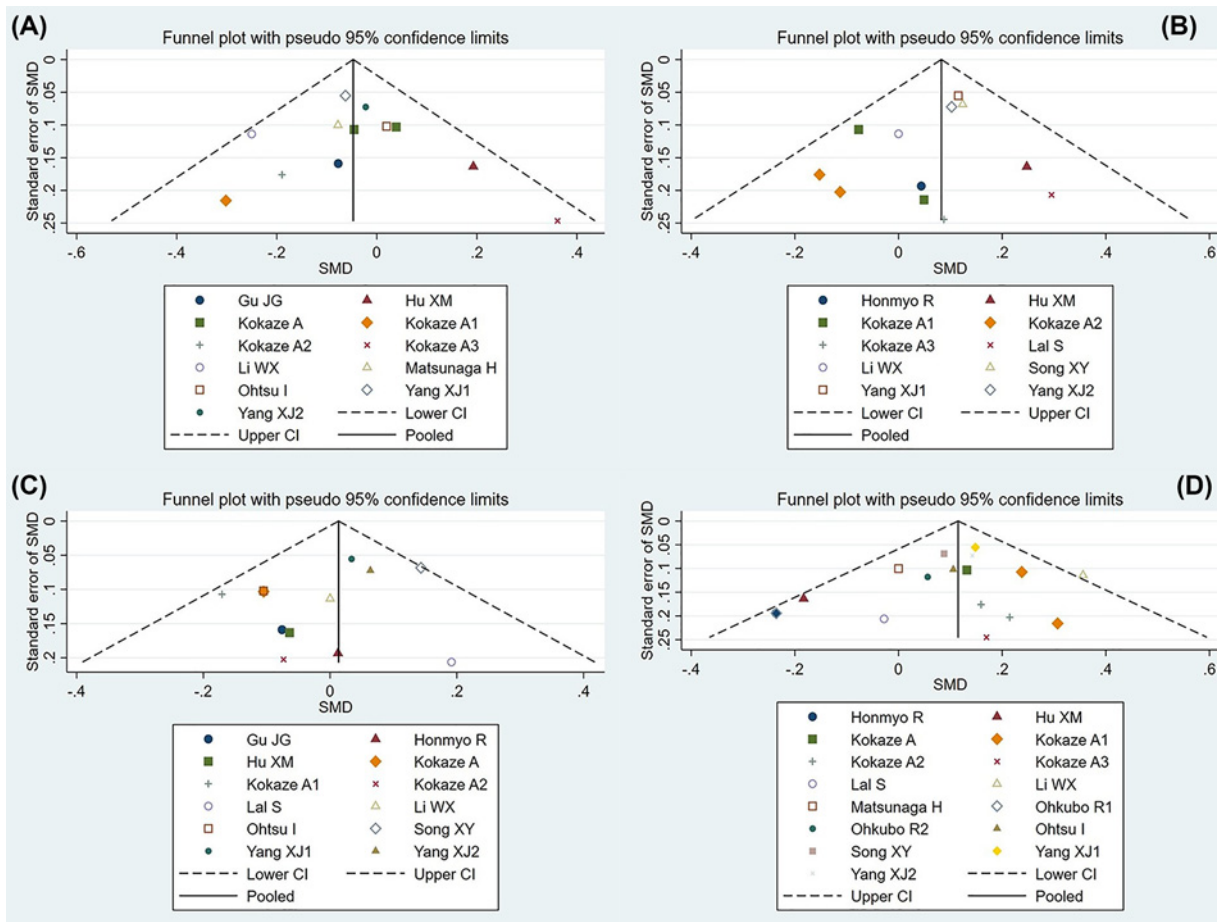 (A)
Funnel plot with pseudo 95% confidence limits
Standard error of SMD
0
.05
.1
.15
.2
.25
-.6 -.4 -.2 0 .2 .4
SMD
Gu JG Hu XM
Kokaze A Kokaze A1
Kokaze A2 Kokaze A3
Li WX Matsunaga H
Ohtsu I Yang XJ1
Yang XJ2 Lower CI
Upper CI Pooled
(B)
Funnel plot with pseudo 95% confidence limits
Standard error of SMD
0
.05
.1
.15
.2
.25
-.4 -.2 0 .2 .4 .6
SMD
Honmyo R Hu XM
Kokaze A1 Kokaze A2
Kokaze A3 Lal S
Li WX Song XY
Yang XJ1 Yang XJ2
Lower CI Upper CI
Pooled
(C)
Funnel plot with pseudo 95% confidence limits
Standard error of SMD
0
.05
.1
.15
.2
-.4 -.2 0 .2 .4
SMD
Gu JG Honmyo R
Hu XM Kokaze A
Kokaze A1 Kokaze A2
Lal S Li WX
Ohtsu I Song XY
Yang XJ1 Yang XJ2
Lower CI Upper CI
Pooled
(D)
Funnel plot with pseudo 95% confidence limits
Standard error of SMD
0
.05
.1
.15
.2
.25
-.4 -.2 0 .2 .4 .6
SMD
Honmyo R Hu XM
Kokaze A Kokaze A1
Kokaze A2 Kokaze A3
Lal S Li WX
Matsunaga H Ohkubo R1
Ohkubo R2 Ohtsu I
Song XY Yang XJ1
Yang XJ2 Lower CI
Upper CI Pooled